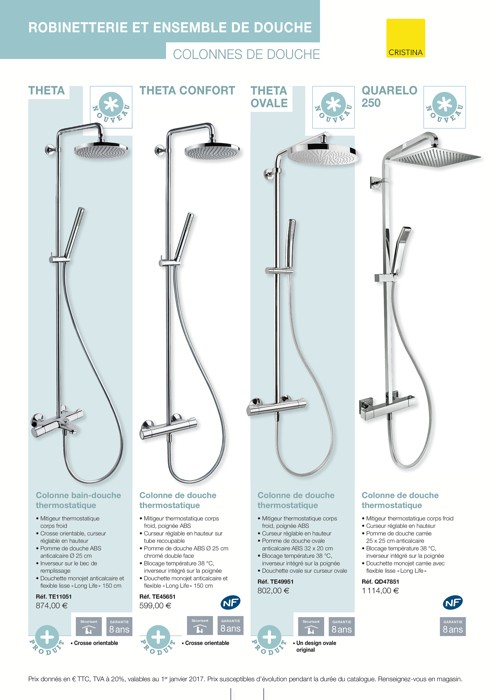 ROBINETTERIE ET ENSEMBLE DE DOUCHE
COLONNES DE DOUCHE
CRISTINA
THETA
NOUVEAU
THETA CONFORT
THETA
OVALE
NOUVEAU
QUARELO
250
NOUVEAU
Colonne bain-douche
thermostatique
• Mitigeur thermostatique
corps froid
• Crosse orientable, curseur
réglable en hauteur
• Pomme de douche ABS
anticalcaire Ø 25 cm
• Inverseur sur le bec de
remplissage
• Douchette monojet anticalcaire et
flexible lisse «Long Life» 150 cm
Réf. TE11051
874,00 €
PRODUIT
GARANTIE
8 ans
• Crosse orientable
Colonne de douche
thermostatique
• Mitigeur thermostatique corps
froid, poignée ABS
• Curseur réglable en hauteur sur
tube recoupable
• Pomme de douche ABS Ø 25 cm
chromé double face
• Blocage température 38 °C,
inverseur intégré sur la poignée
• Douchette monojet anticalcaire et
flexible lisse «Long Life» 150 cm
Réf. TE45651
599,00 €
NF
PRODUIT
GARANTIE
8 ans
• Crosse orientable
Colonne de douche
thermostatique
• Mitigeur thermostatique corps
froid, poignée ABS
• Curseur réglable en hauteur
• Pomme de douche ovale
anticalcaire ABS 32 x 20 cm
• Blocage température 38 °C,
inverseur intégré sur la poignée
• Douchette ovale sur curseur ovale
Réf. TE49951
802,00 €
PRODUIT
GARANTIE
8 ans
• Un design ovale
original
Colonne de douche
thermostatique
• Mitigeur thermostatique corps froid
• Curseur réglable en hauteur
• Pomme de douche carrée
25 x 25 cm anticalcaire
• Blocage température 38 °C,
inverseur intégré sur la poignée
• Douchette monojet carrée avec
flexible lisse «Long Life»
Réf. QD47851
1 114,00 €
NF
GARANTIE
8 ans
Prix donnés en € TTC, TVA à 20%, valables au 1er janvier 2017. Prix susceptibles d'évolution pendant la durée du catalogue. Renseignez-vous en magasin.